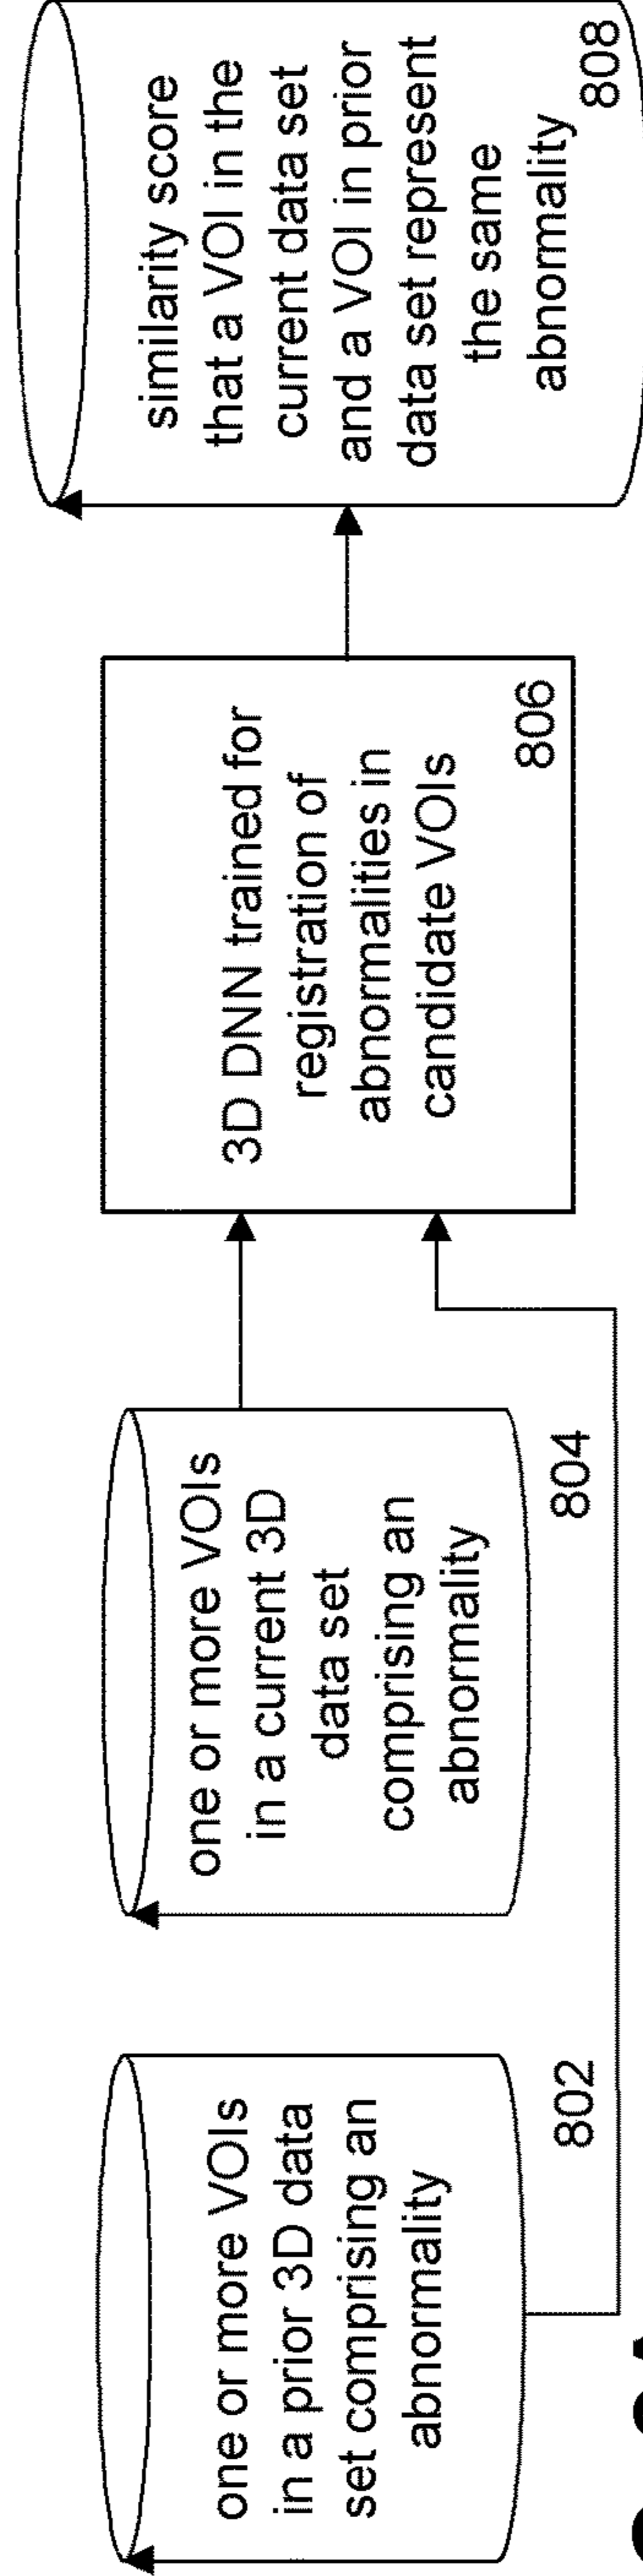 one or more VOIs
in a prior 3D data
set comprising an
abnormality
802
one or more VOIs
in a current 3D
data set
comprising an
abnormality
804
3D DNN trained for
registration of
abnormalities in
candidate VOIs
806
similarity score
that a VOI in the
current data set
and a VOI in prior
data set represent
the same
abnormality
808